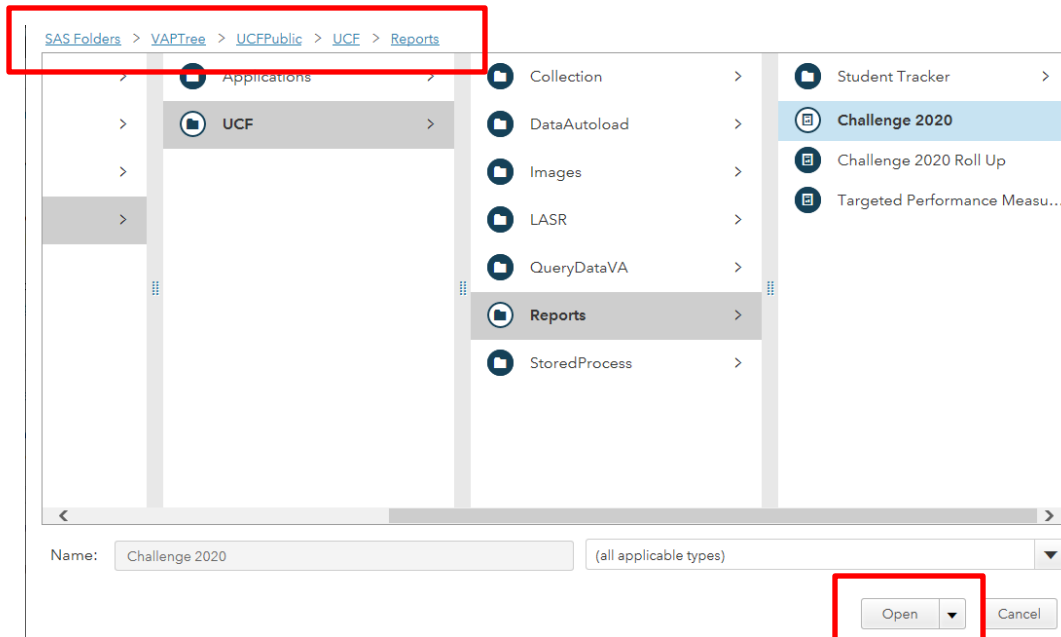 SAS Folders > VAPTree > UCFPublic > UCF > Reports
Applications
UCF
Collection
DataAutoload
Images
LASR
QueryDataVA
Reports
StoredProcess
Student Tracker
Challenge 2020
Challenge 2020 Roll Up
Targeted Performance Measu...
Name: Challenge 2020 (all applicable types)
Open Cancel